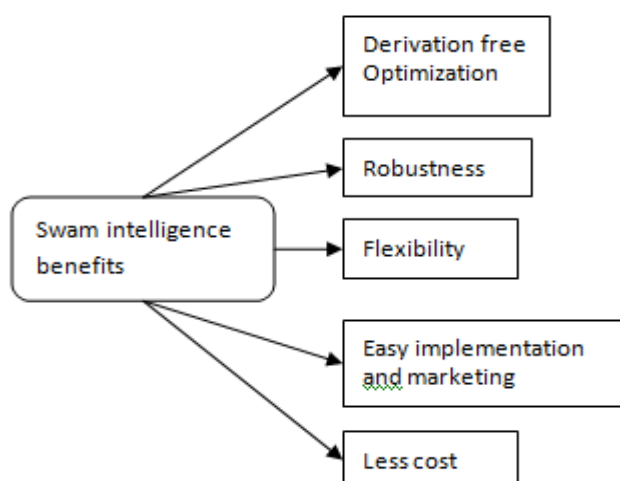 Derivation free
Optimization
Robustness
Swam intelligence
benefits
Flexibility
Easy implementation
and marketing
Less cost